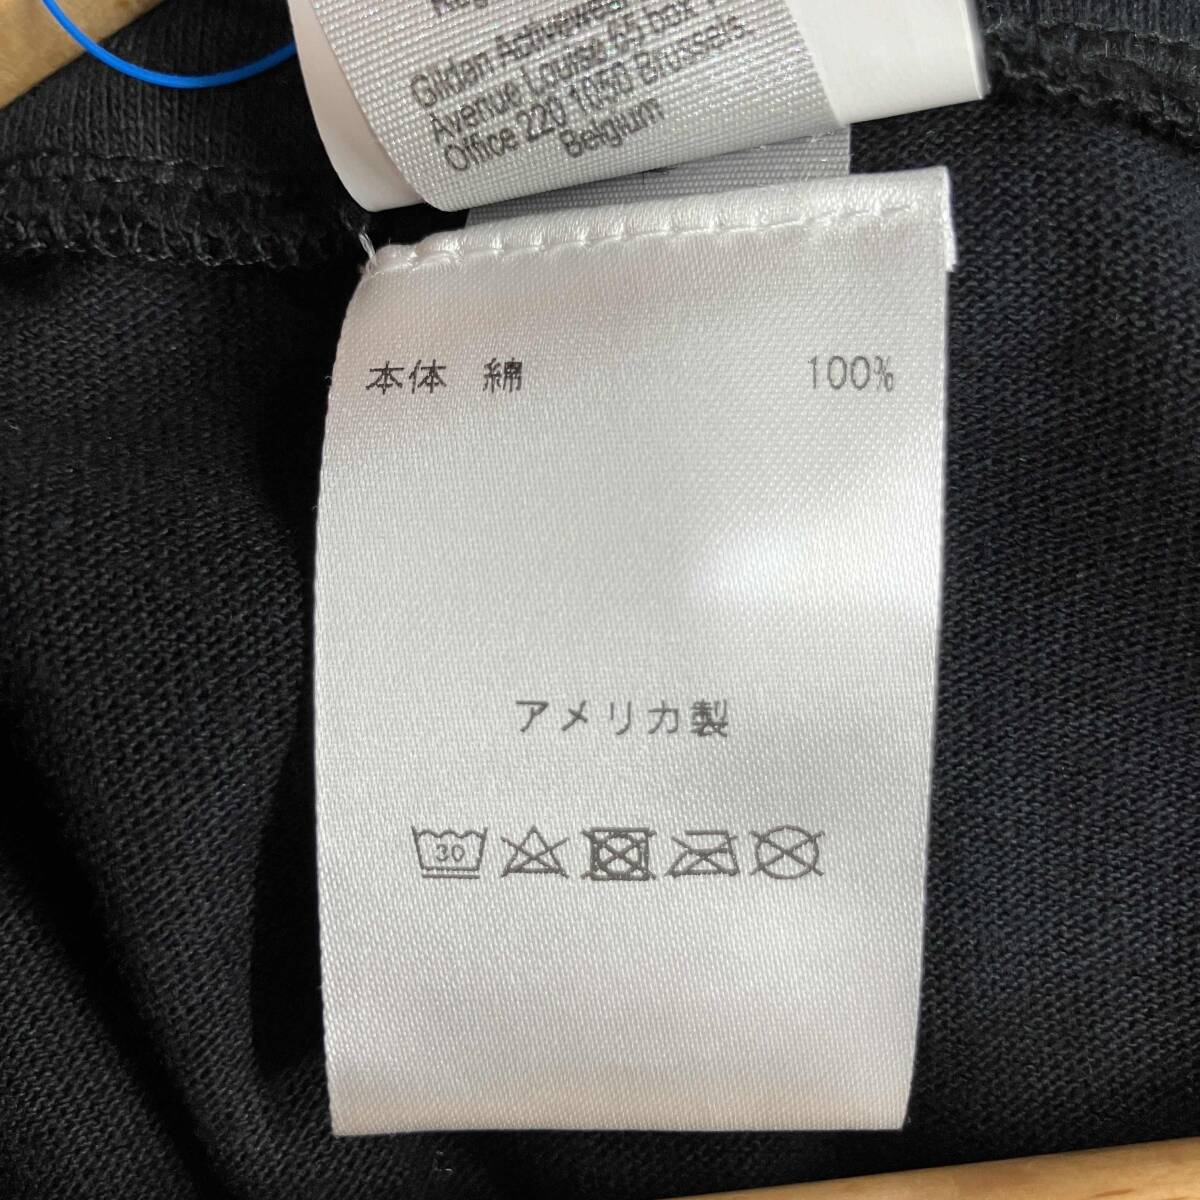 Gildan Activewear
Avenue Louise 65 box
Office 220 1050 Brussels.
Belgium
本体 綿 100%
アメリカ製
30